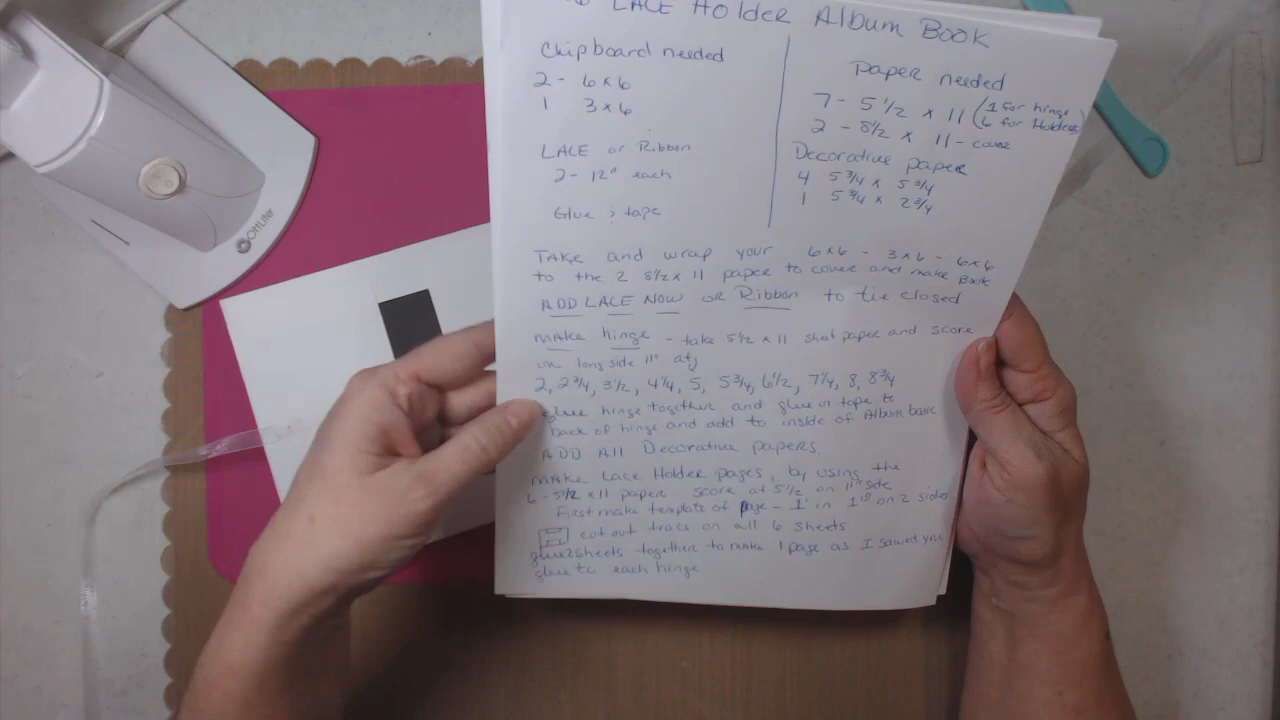 LACE Holder Album Book
Chipboard needed
2 - 6x6
1 3x6
LACE or Ribbon
2 - 12" each
Glue ; tape
Paper needed
7 - 5 1/2 x 11 (1 for hinge
6 for Holders)
2 - 8 1/2 x 11 - cover
Decorative paper
4 5 3/4 x 5 3/4
1 5 3/4 x 2 3/4
TAKE and wrap your 6x6 - 3x6 - 6x6
to the 2 8 1/2 x 11 paper to cover and make Book
ADD LACE NOW or Ribbon to tie closed
make hinge - take 5 1/2 x 11 sheet paper and score
on long side 11" at;
2, 2 3/4, 3 1/2, 4 1/4, 5, 5 3/4, 6 1/2, 7 1/4, 8, 8 3/4
glue hinge together and glue or tape to
back of hinge and add to inside of Album base
ADD All Decorative papers.
make Lace Holder pages, by using the
6 - 5 1/2 x 11 paper score at 5 1/2 on 11" side
First make template of page - 1" in 1" on 2 sides
cut out trace on all 6 sheets
glue 2 sheets together to make 1 page as I
glue to each hinge
OttLite